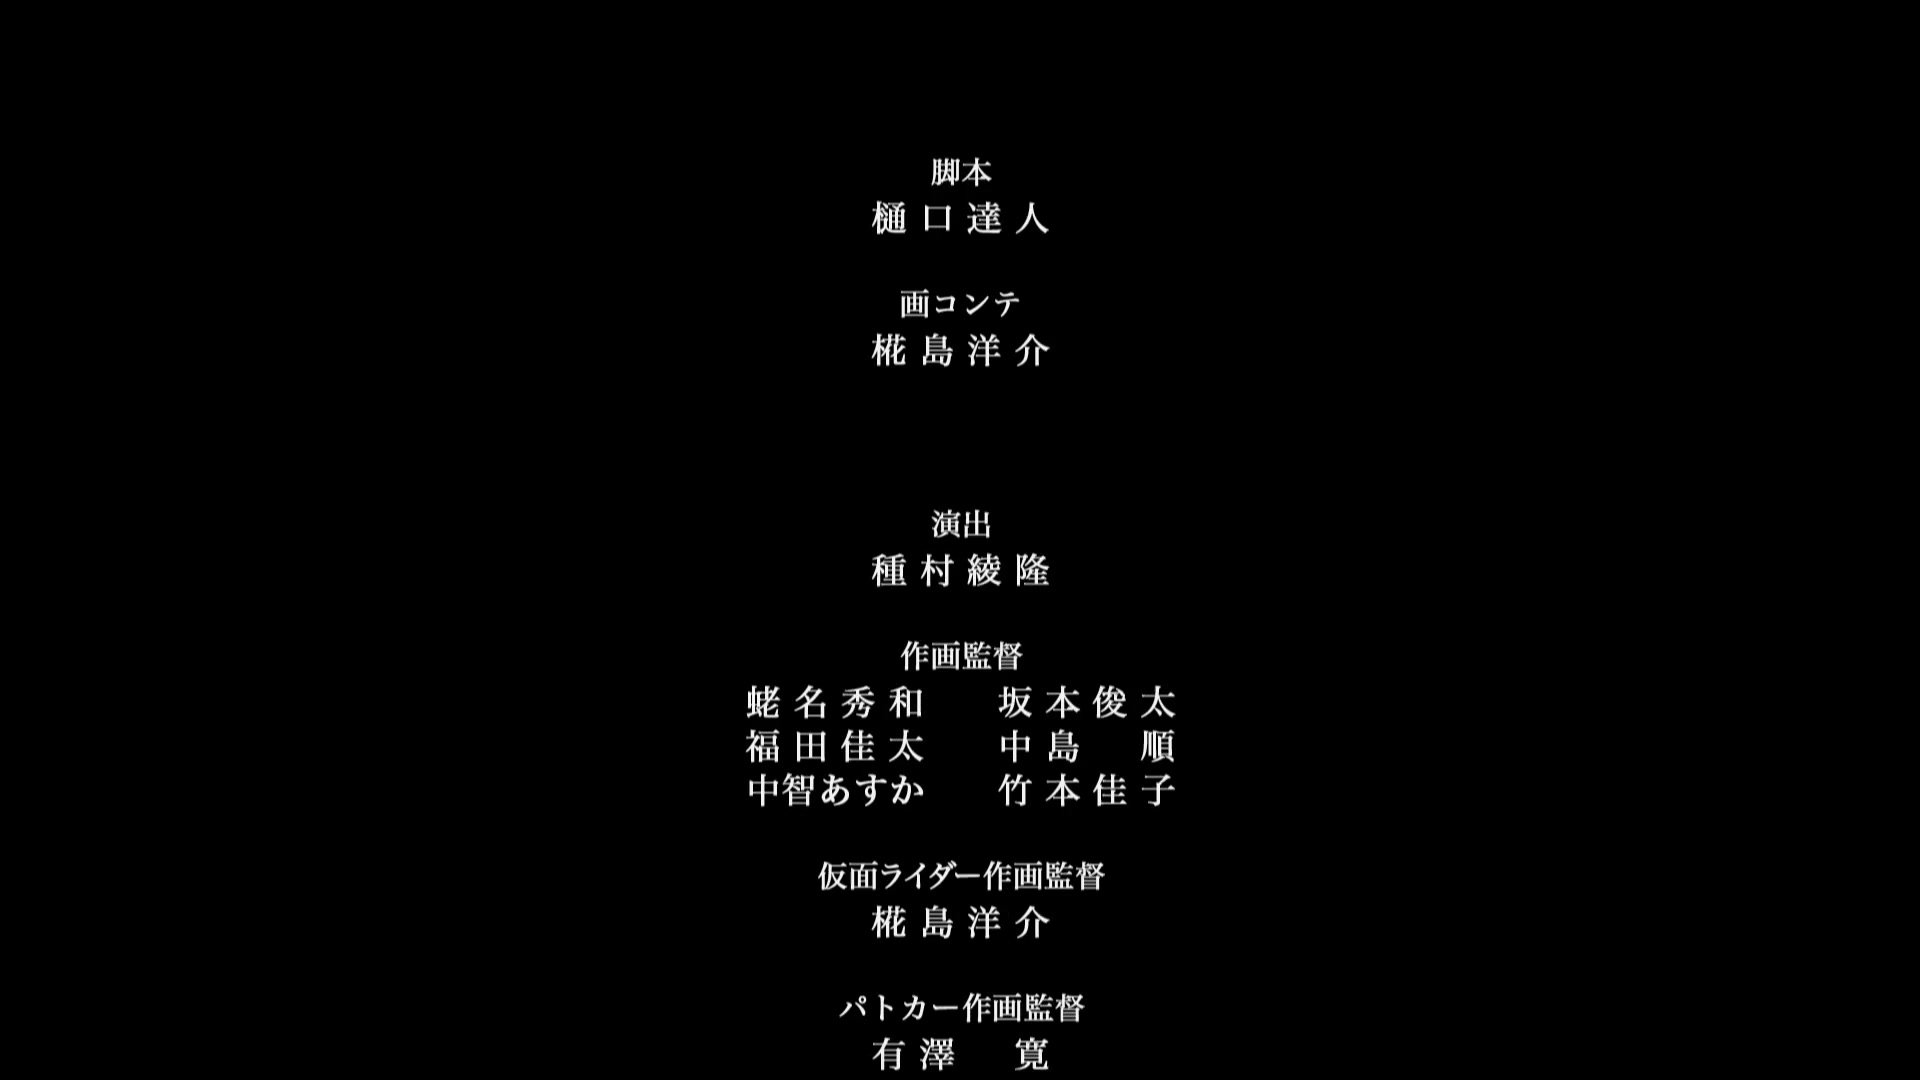 脚本
樋口達人
画コンテ
椛島洋介
演出
種村綾隆
作画監督
蛯名秀和 坂本俊太
福田佳太 中島 順
中智あすか 竹本佳子
仮面ライダー作画監督
椛島洋介
パトカー作画監督
有澤 寛